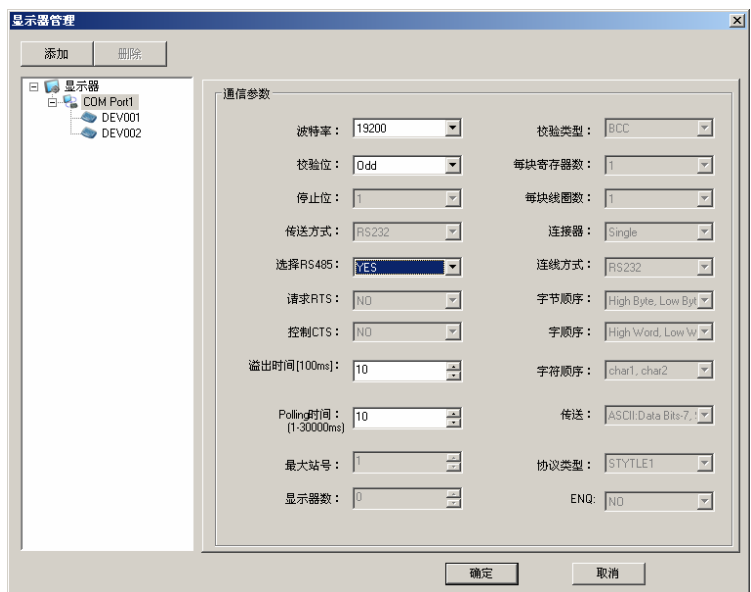 显示器管理
添加 删除
显示器
COM Port1
DEV001
DEV002
通信参数
波特率： 19200 校验类型： BCC
校验位： Odd 每块寄存器数： 1
停止位： 1 每块线圈数： 1
传送方式： RS232 连接器： Single
选择RS485： YES 连线方式： RS232
请求RTS： NO 字节顺序： High Byte, Low Byt
控制CTS： NO 字顺序： High Word, Low W
溢出时间[100ms]： 10 字符顺序： char1, char2
Polling时间： 10 传送： ASCII:Data Bits-7,
(1-30000ms)
最大站号： 1 协议类型： STYTLE1
显示器数： 0 ENQ: NO
确定 取消